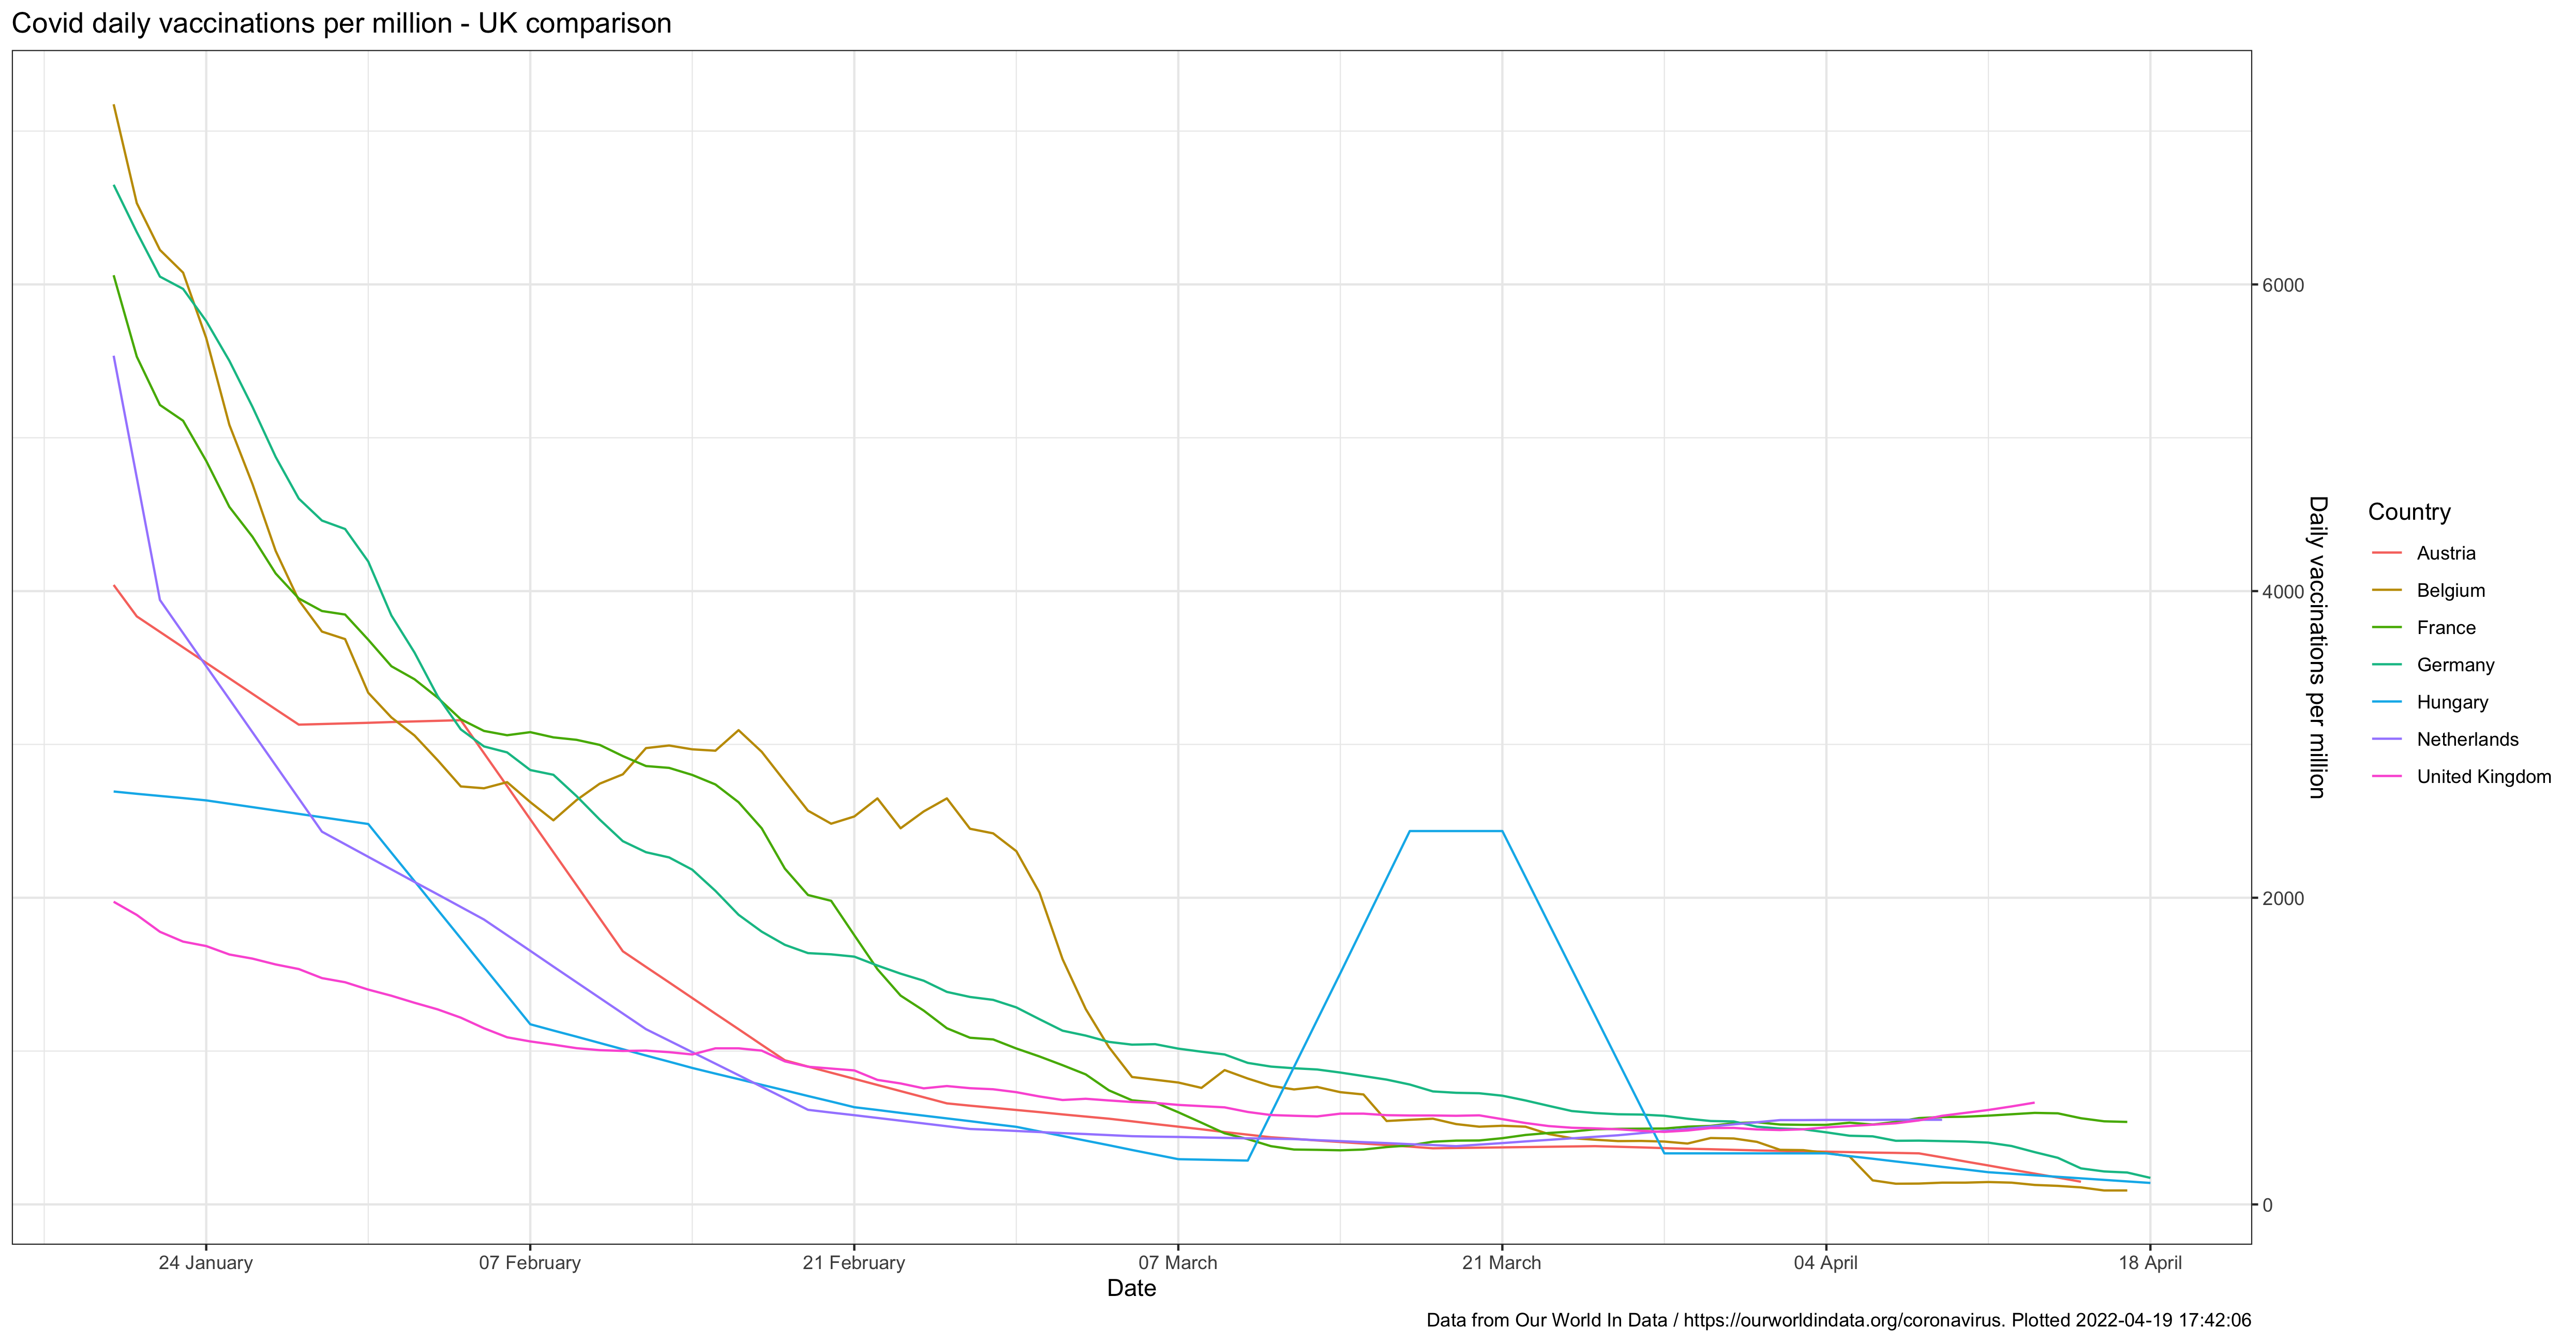 Covid daily vaccinations per million - UK comparison
6000
4000
2000
0
Daily vaccinations per million
24 January
07 February
21 February
07 March
21 March
04 April
18 April
Date
Country
Austria
Belgium
France
Germany
Hungary
Netherlands
United Kingdom
Data from Our World In Data / https://ourworldindata.org/coronavirus. Plotted 2022-04-19 17:42:06